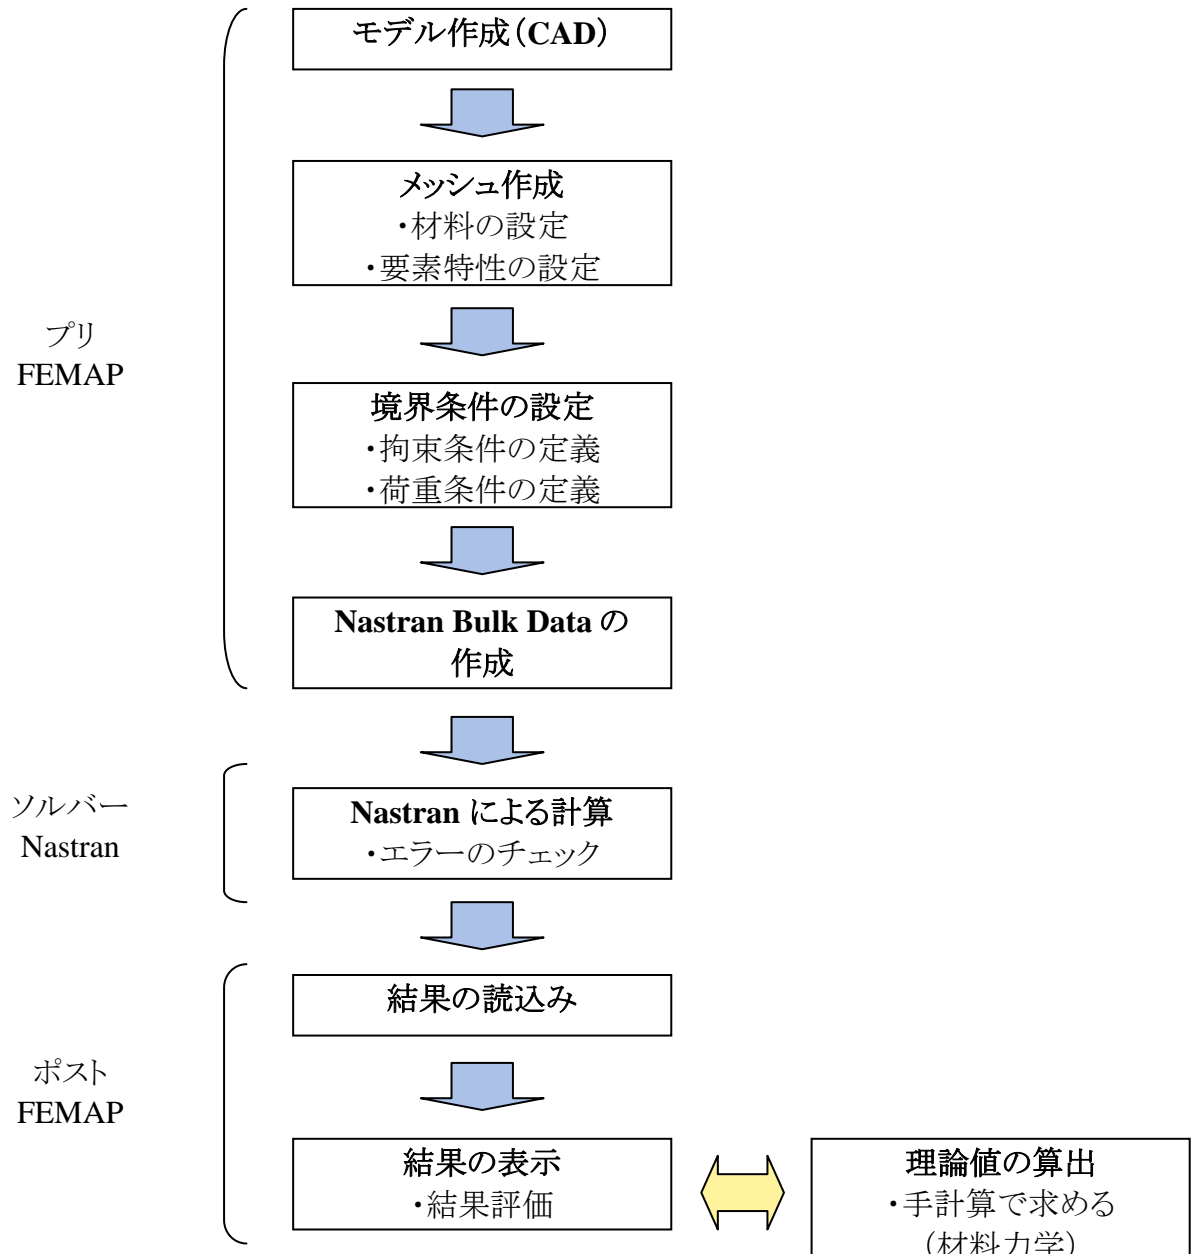 モデル作成（CAD）
メッシュ作成
・材料の設定
・要素特性の設定
プリ
FEMAP
境界条件の設定
・拘束条件の定義
・荷重条件の定義
Nastran Bulk Data の
作成
ソルバー
Nastran
Nastran による計算
・エラーのチェック
結果の読込み
ポスト
FEMAP
結果の表示
・結果評価
理論値の算出
・手計算で求める
（材料力学）